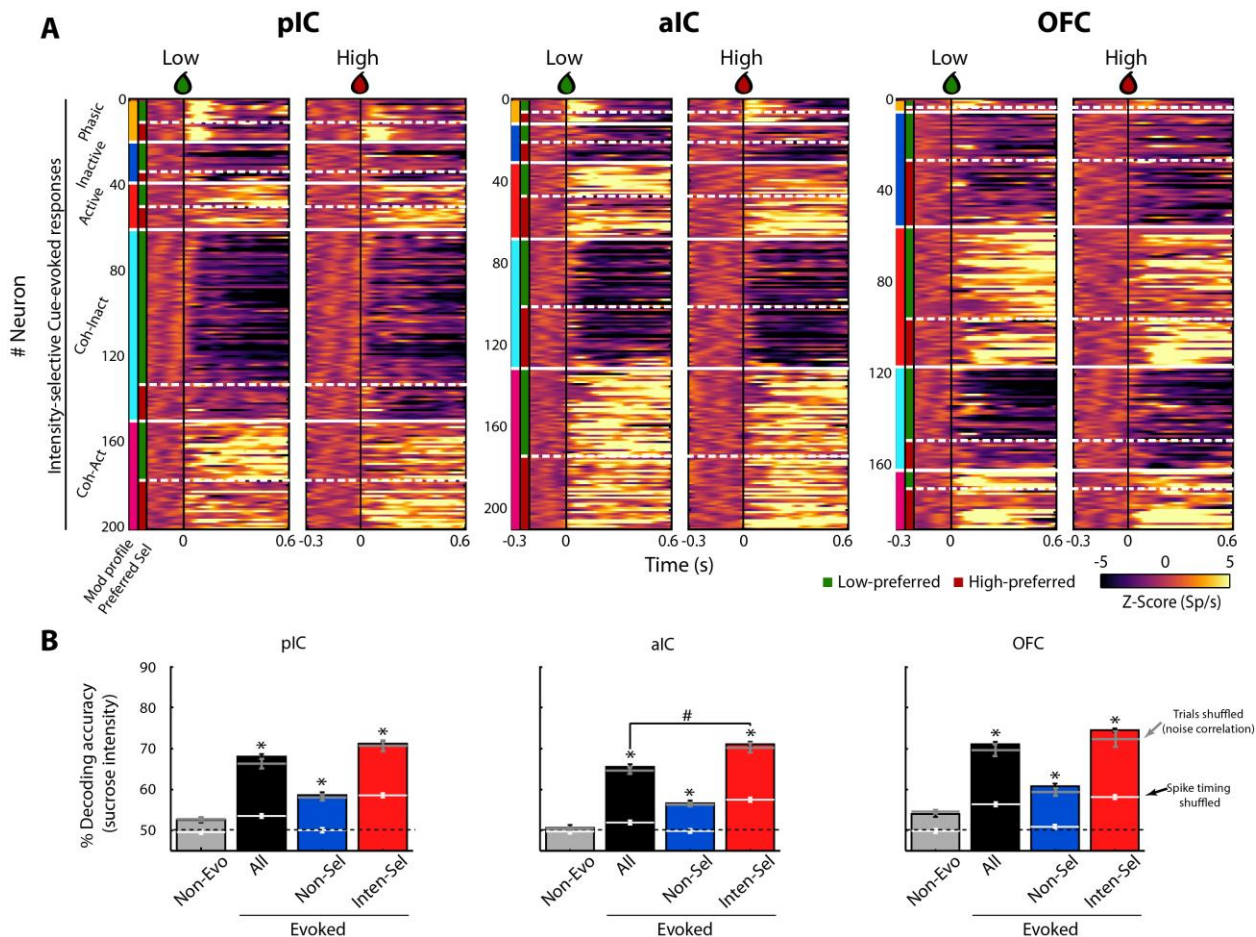 A
pIC
aIC
OFC
Low
High
Low
High
Low
High
# Neuron
Intensity-selective Cue-evoked responses
Phasic
Inactive
Active
Coh-Inact
Coh-Act
0
40
80
120
160
200
0
40
80
120
160
200
0
40
80
120
160
0
0.6
-0.3
0
0.6
-0.3
0
0.6
-0.3
0
0.6
-0.3
0
0.6
-0.3
0
0.6
Mod profile
Preferred Sel
Time (s)
Low-preferred
High-preferred
-5
0
5
Z-Score (Sp/s)
B
pIC
aIC
OFC
% Decoding accuracy
(sucrose intensity)
90
80
70
60
50
*
*
*
#
*
*
*
*
*
*
Trials shuffled
(noise correlation)
Spike timing
shuffled
Non-Evo
All
Non-Sel
Inten-Sel
Evoked
Non-Evo
All
Non-Sel
Inten-Sel
Evoked
Non-Evo
All
Non-Sel
Inten-Sel
Evoked